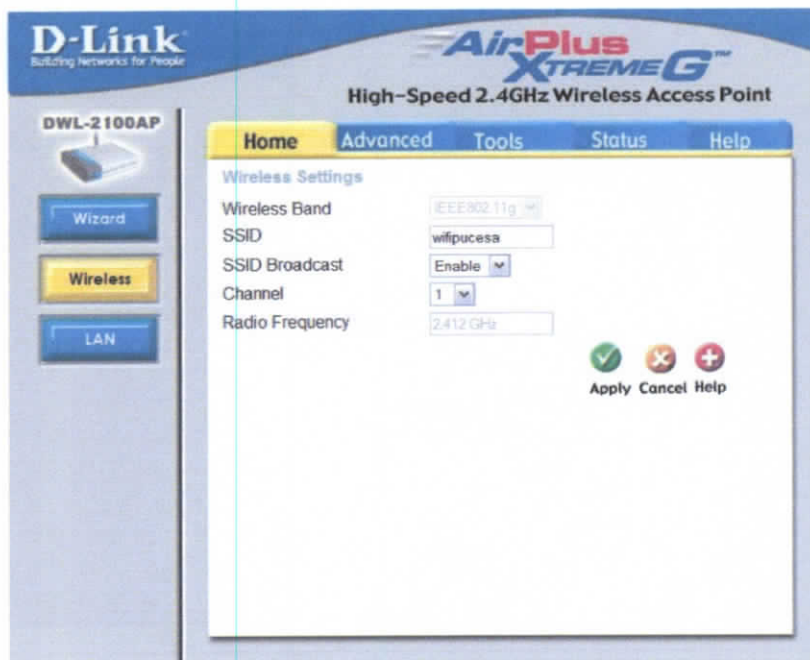 D-Link
Building Networks for People
AirPlus
XTREME G™
High-Speed 2.4GHz Wireless Access Point
DWL-2100AP
Home Advanced Tools Status Help
Wizard
Wireless
LAN
Wireless Settings
Wireless Band IEEE802.11g
SSID wifipucesa
SSID Broadcast Enable
Channel 1
Radio Frequency 2.412 GHz
Apply Cancel Help